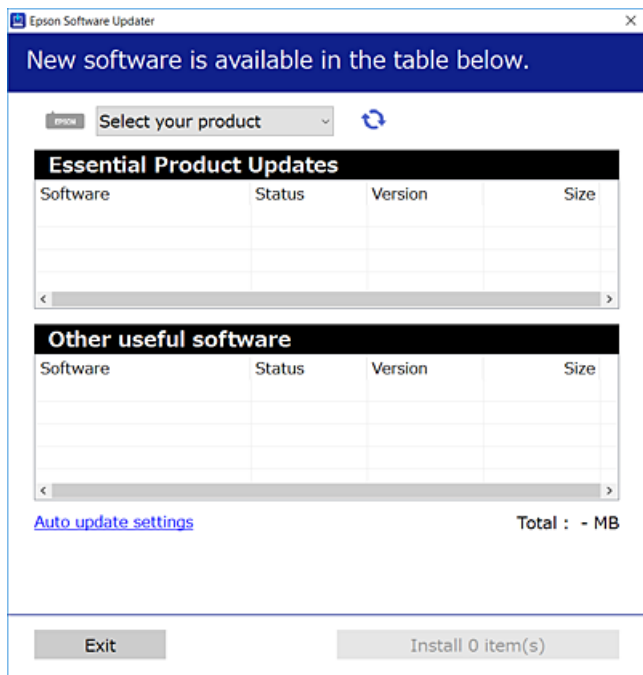 Epson Software Updater
New software is available in the table below.
EPSON Select your product
Essential Product Updates
Software Status Version Size
Other useful software
Software Status Version Size
Auto update settings Total : - MB
Exit Install 0 item(s)